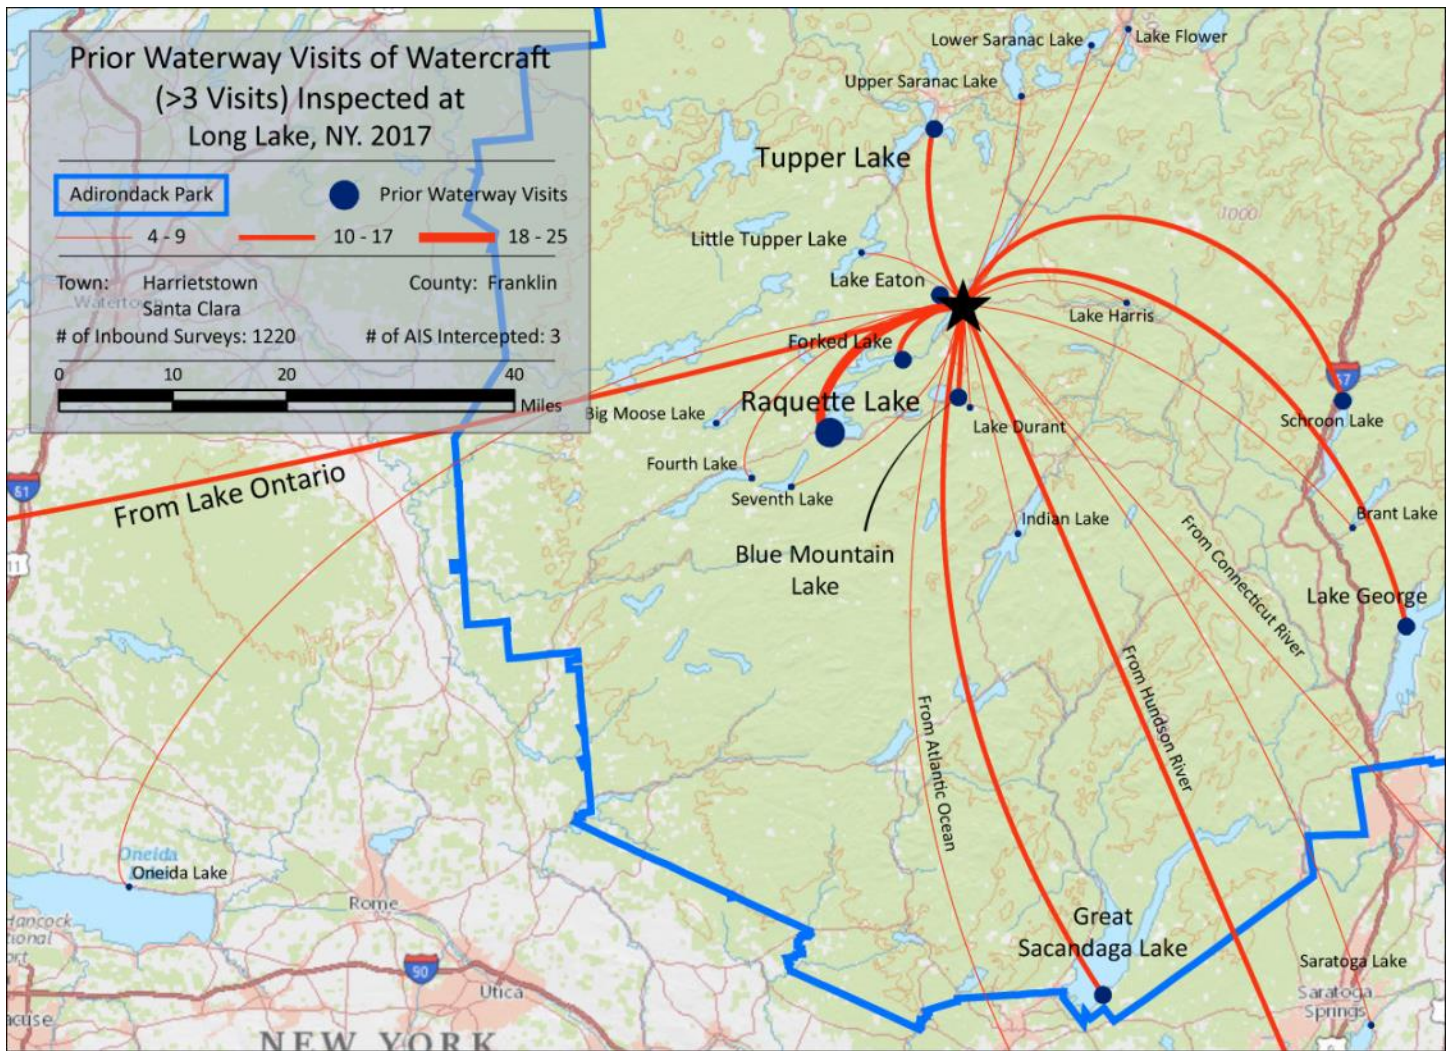 Prior Waterway Visits of Watercraft
(>3 Visits) Inspected at
Long Lake, NY. 2017
Adirondack Park
Prior Waterway Visits
4 - 9
10 - 17
18 - 25
Town: Harrietstown
County: Franklin
Santa Clara
Watertown
# of Inbound Surveys: 1220
# of AIS Intercepted: 3
0
10
20
40
Miles
Lower Saranac Lake
Lake Flower
Upper Saranac Lake
Tupper Lake
1000
Little Tupper Lake
Lake Eaton
Lake Harris
Forked Lake
87
Raquette Lake
Big Moose Lake
Lake Durant
Schroon Lake
Fourth Lake
Seventh Lake
81
From Lake Ontario
11
Indian Lake
Brant Lake
Blue Mountain
Lake
From Connecticut River
Lake George
From Hundson River
From Atlantic Ocean
Oneida
Oneida Lake
Rome
Hancock
Great
Sacandaga Lake
90
Utica
Saratoga Lake
Saratoga
Springs
acuse
NEW YORK